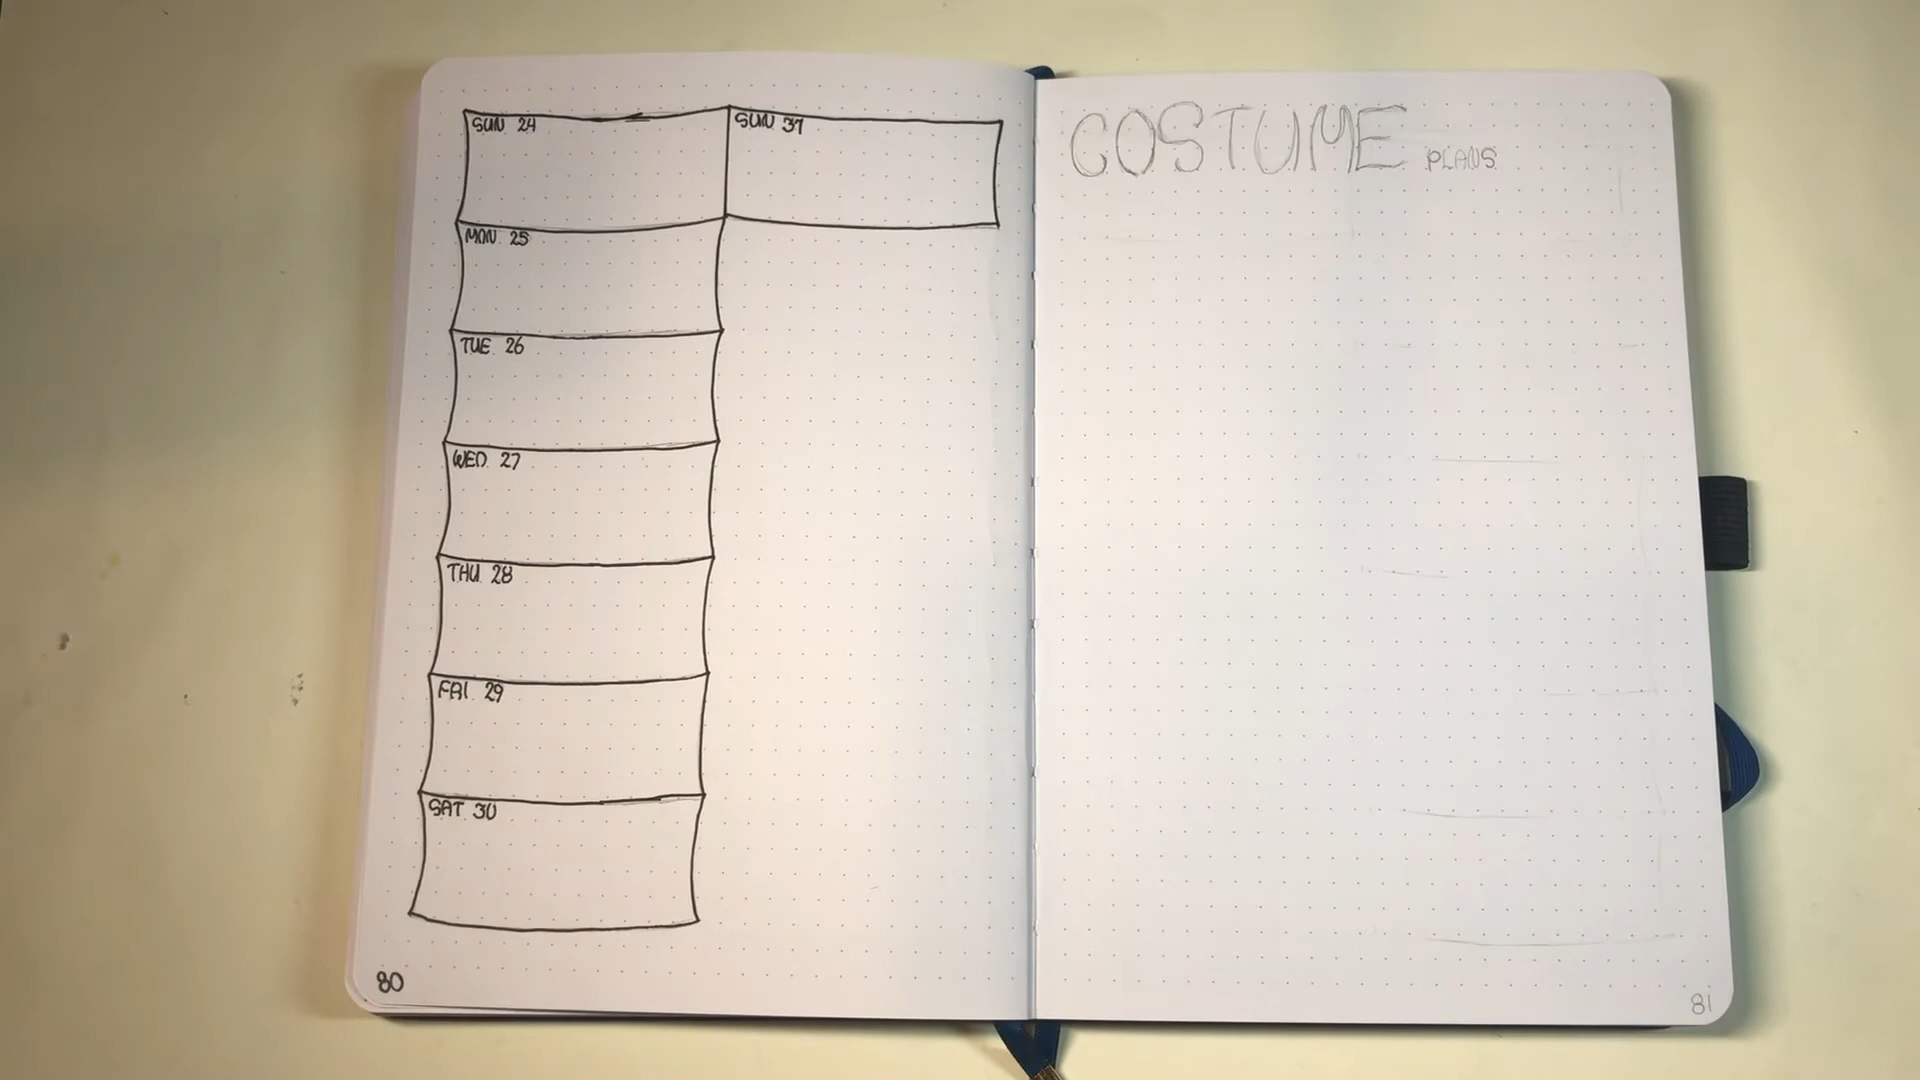 SUN 24
SUN 31
MON. 25
TUE. 26
WED. 27
THU. 28
FRI. 29
SAT. 30
80
COSTUME PLANS
81